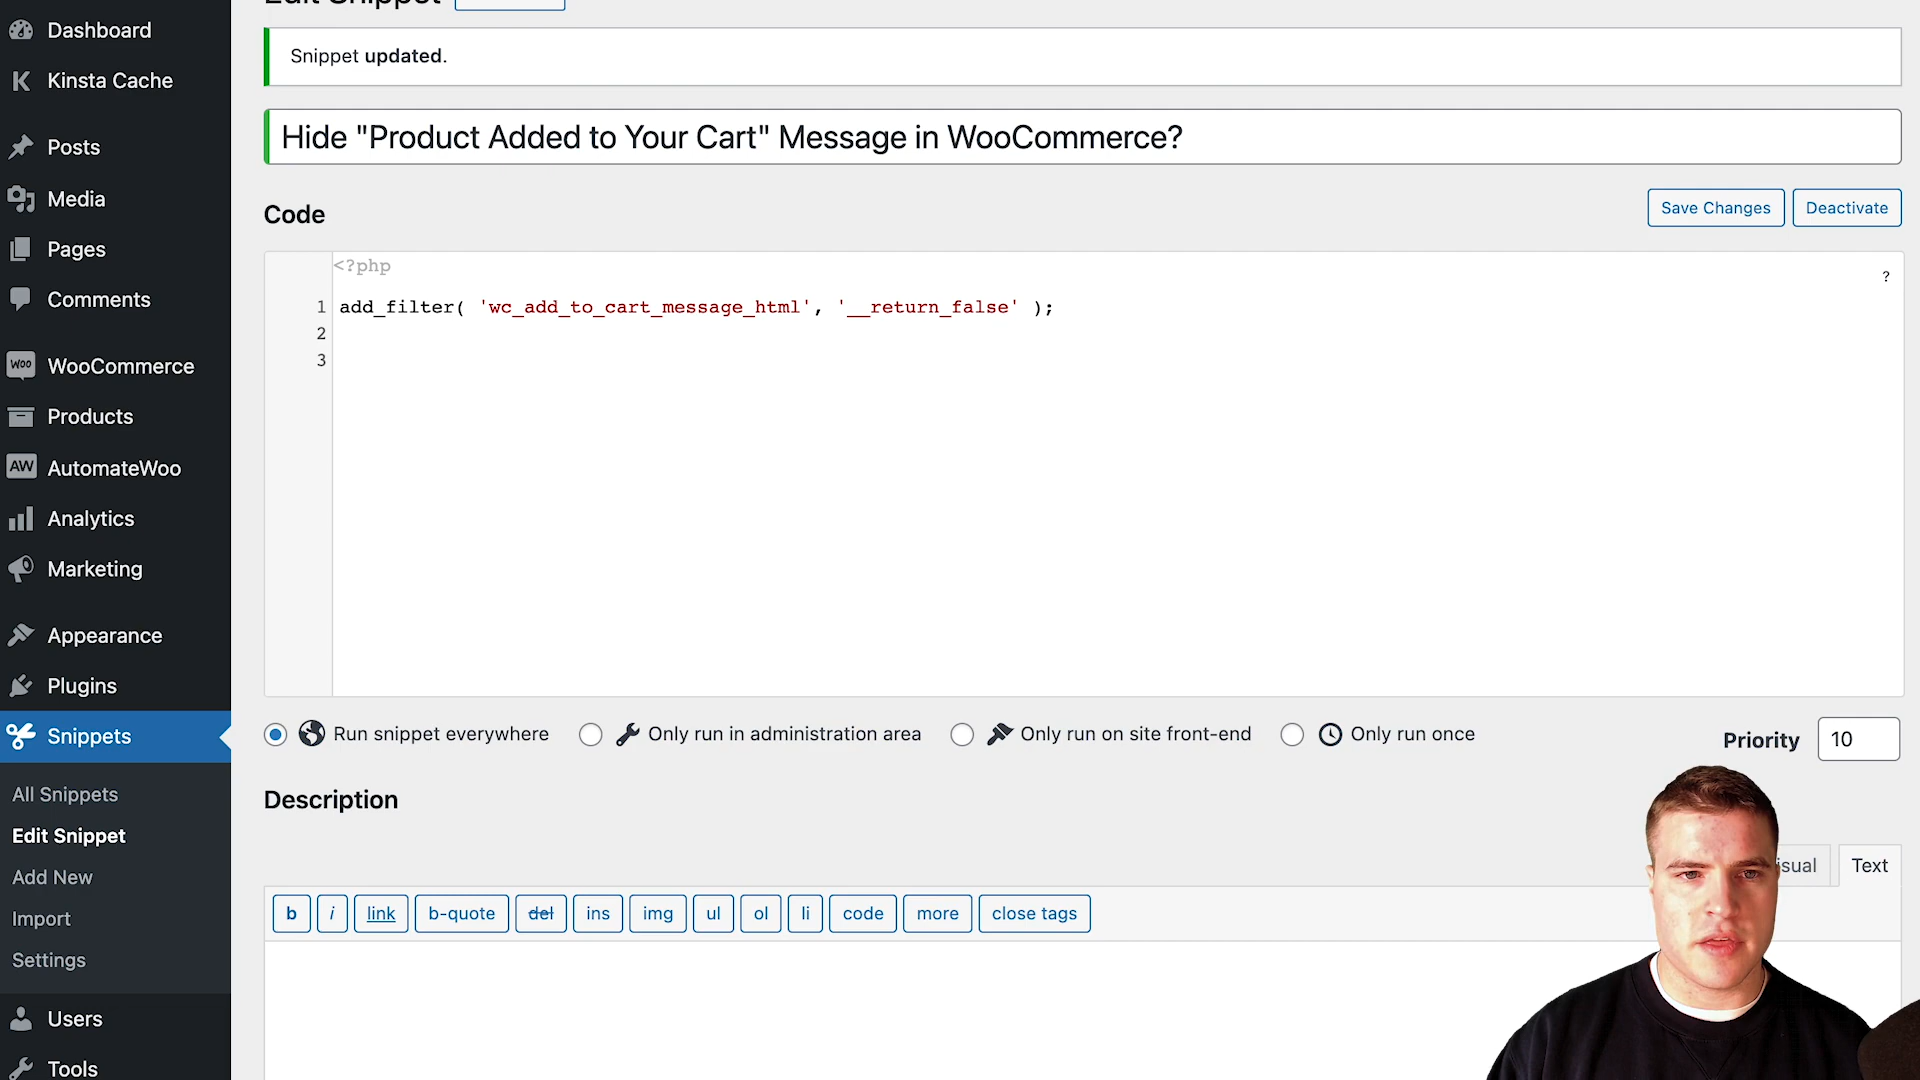 Edit Snippet
Dashboard
Kinsta Cache
Posts
Media
Pages
Comments
WOO WooCommerce
Products
AW AutomateWoo
Analytics
Marketing
Appearance
Plugins
Snippets
All Snippets
Edit Snippet
Add New
Import
Settings
Users
Tools
Snippet updated.
Hide "Product Added to Your Cart" Message in WooCommerce?
Code
Save Changes
Deactivate
<?php
?
1 add_filter( 'wc_add_to_cart_message_html', '__return_false' );
2
3
Run snippet everywhere
Only run in administration area
Only run on site front-end
Only run once
Priority 10
Description
Text
b i link b-quote del ins img ul ol li code more close tags